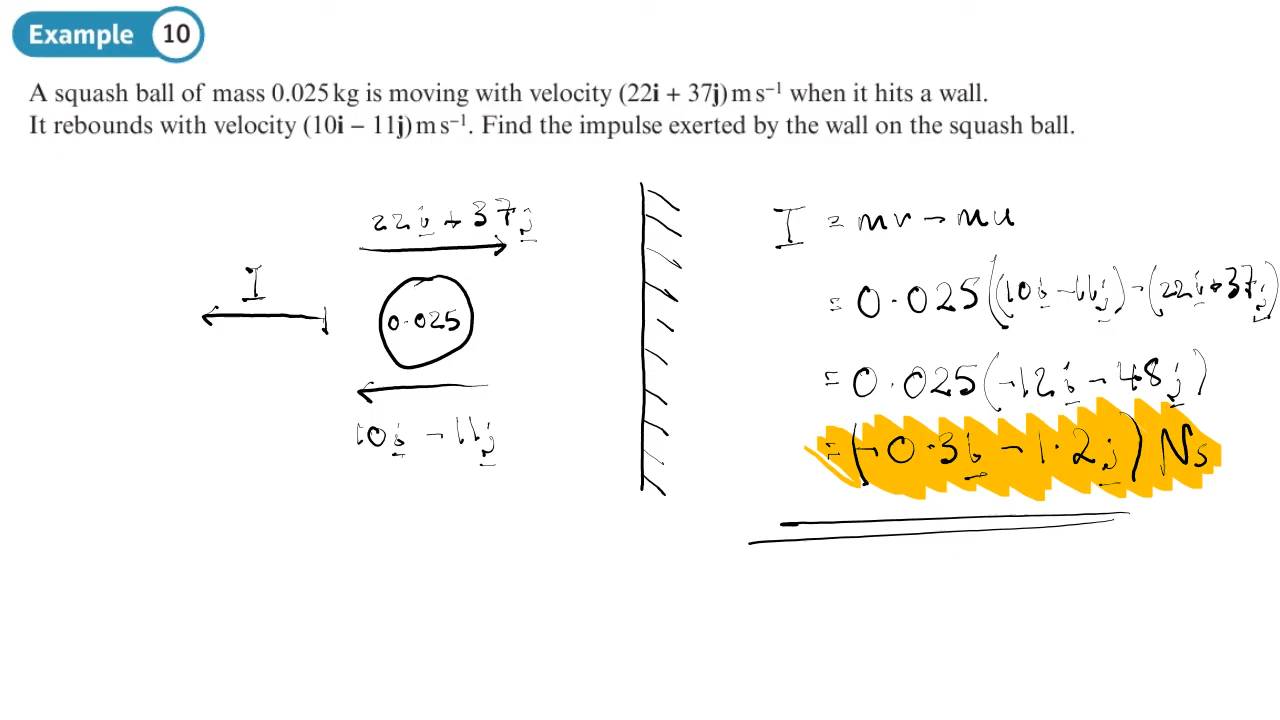 Example 10
A squash ball of mass 0.025 kg is moving with velocity (22i + 37j) m s⁻¹ when it hits a wall.
It rebounds with velocity (10i − 11j) m s⁻¹. Find the impulse exerted by the wall on the squash ball.
22i + 37j
I
0.025
10i − 11j
I = mv − mu
= 0.025((10i − 11j) − (22i + 37j)
= 0.025(−12i − 48j)
= (−0.3i − 1.2j) Ns